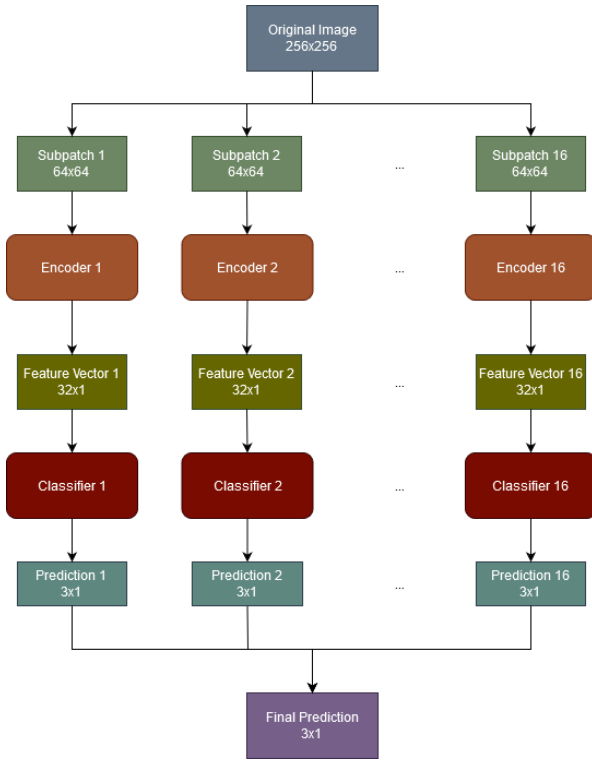 Original Image
256x256
Subpatch 1
64x64
Subpatch 2
64x64
...
Subpatch 16
64x64
Encoder 1
Encoder 2
...
Encoder 16
Feature Vector 1
32x1
Feature Vector 2
32x1
...
Feature Vector 16
32x1
Classifier 1
Classifier 2
...
Classifier 16
Prediction 1
3x1
Prediction 2
3x1
...
Prediction 16
3x1
Final Prediction
3x1